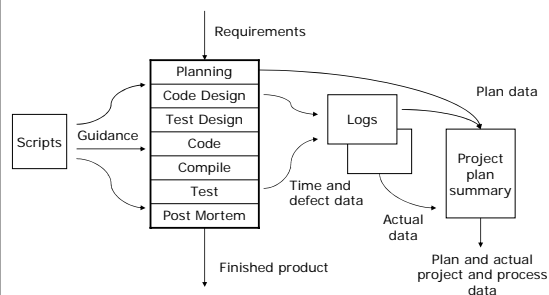 Requirements
Planning
Code Design
Test Design
Code
Compile
Test
Post Mortem
Scripts
Guidance
Logs
Plan data
Project
plan
summary
Time and
defect data
Actual
data
Finished product
Plan and actual
project and process
data